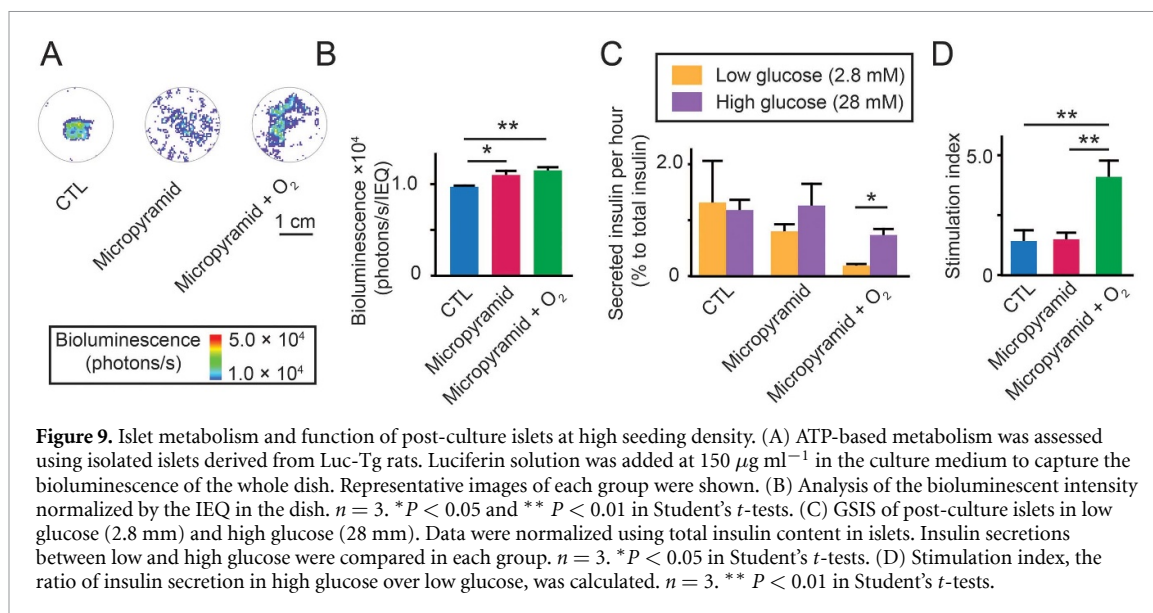 A
CTL
Micropyramid
Micropyramid + O₂
1 cm
Bioluminescence
(photons/s)
5.0 × 10⁴
1.0 × 10⁴
B
Bioluminescence ×10⁴
(photons/s/IEQ)
1.0
0
*
**
CTL
Micropyramid
Micropyramid + O₂
C
Low glucose (2.8 mM)
High glucose (28 mM)
Secreted insulin per hour
(% to total insulin)
2.0
0
*
CTL
Micropyramid
Micropyramid + O₂
D
Stimulation index
5.0
0
**
**
CTL
Micropyramid
Micropyramid + O₂
Figure 9. Islet metabolism and function of post-culture islets at high seeding density. (A) ATP-based metabolism was assessed
using isolated islets derived from Luc-Tg rats. Luciferin solution was added at 150 μg ml⁻¹ in the culture medium to capture the
bioluminescence of the whole dish. Representative images of each group were shown. (B) Analysis of the bioluminescent intensity
normalized by the IEQ in the dish. n = 3. *P < 0.05 and ** P < 0.01 in Student's t-tests. (C) GSIS of post-culture islets in low
glucose (2.8 mm) and high glucose (28 mm). Data were normalized using total insulin content in islets. Insulin secretions
between low and high glucose were compared in each group. n = 3. *P < 0.05 in Student's t-tests. (D) Stimulation index, the
ratio of insulin secretion in high glucose over low glucose, was calculated. n = 3. ** P < 0.01 in Student's t-tests.